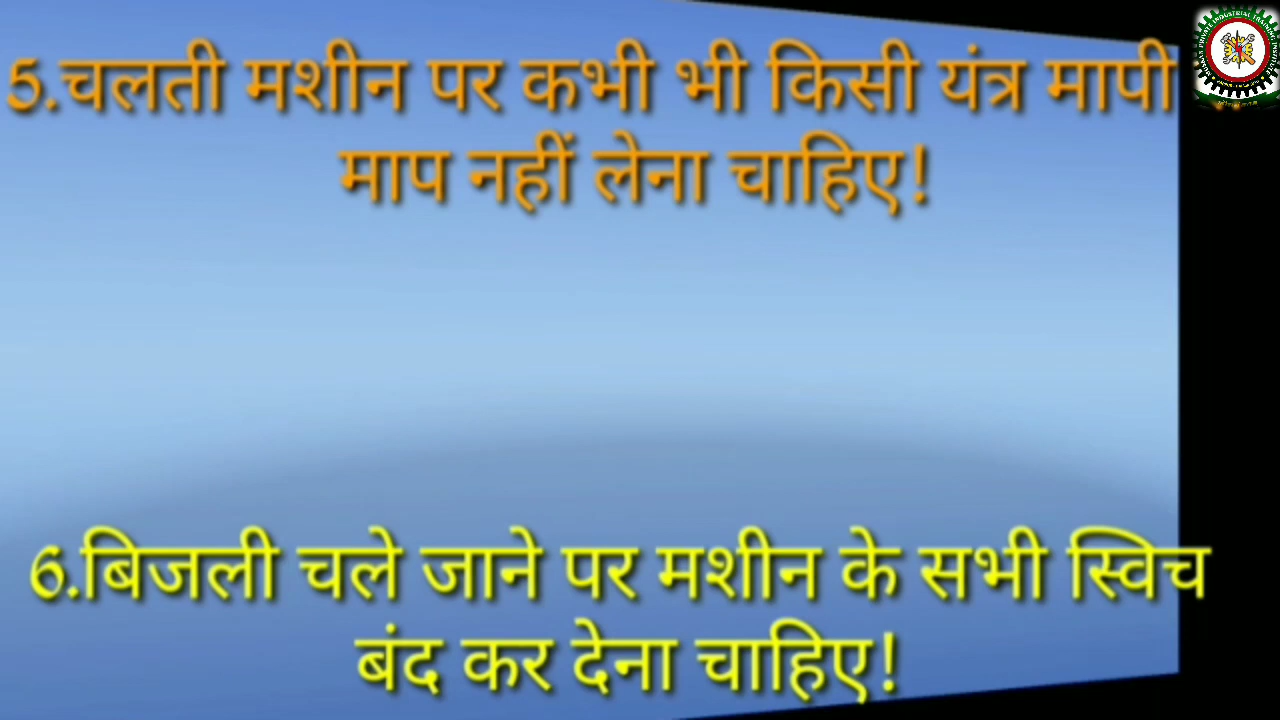 5.चलती मशीन पर कभी भी किसी यंत्र मापी
माप नहीं लेना चाहिए!
6.बिजली चले जाने पर मशीन के सभी स्विच
बंद कर देना चाहिए!